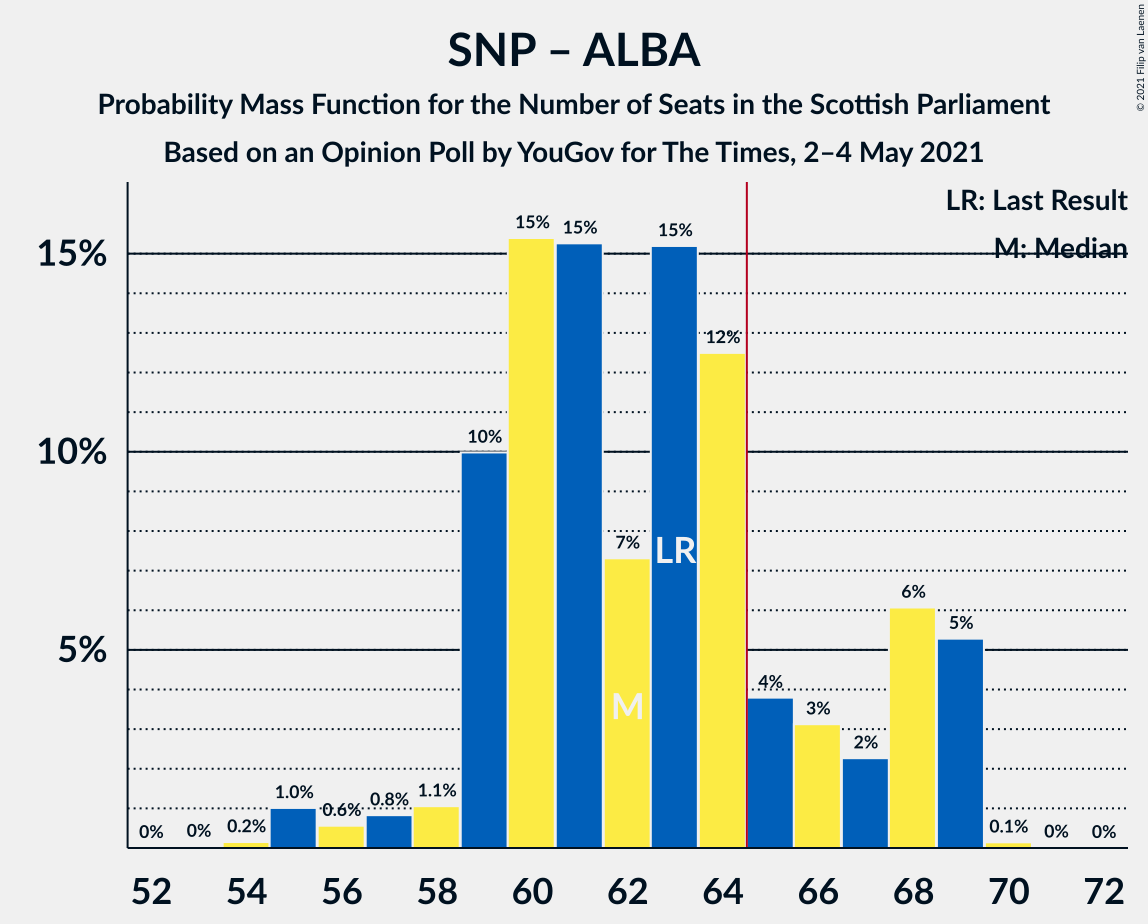 SNP – ALBA
Probability Mass Function for the Number of Seats in the Scottish Parliament
Based on an Opinion Poll by YouGov for The Times, 2–4 May 2021
© 2021 Filip van Laenen
LR: Last Result
M: Median
15%
10%
5%
0%
0%
0.2%
1.0%
0.6%
0.8%
1.1%
10%
15%
15%
7%
15%
12%
4%
3%
2%
6%
5%
0.1%
0%
0%
LR
M
52 54 56 58 60 62 64 66 68 70 72